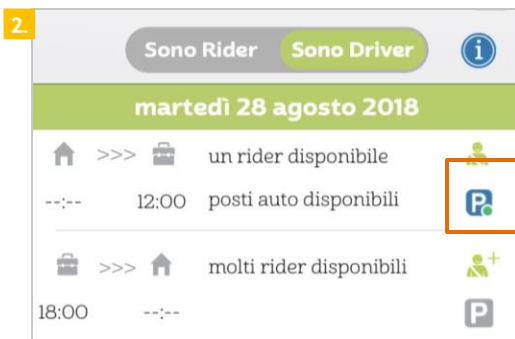 2.
Sono Rider Sono Driver i
martedì 28 agosto 2018
>>> un rider disponibile
--:-- 12:00 posti auto disponibili P
>>> molti rider disponibili +
18:00 --:-- P